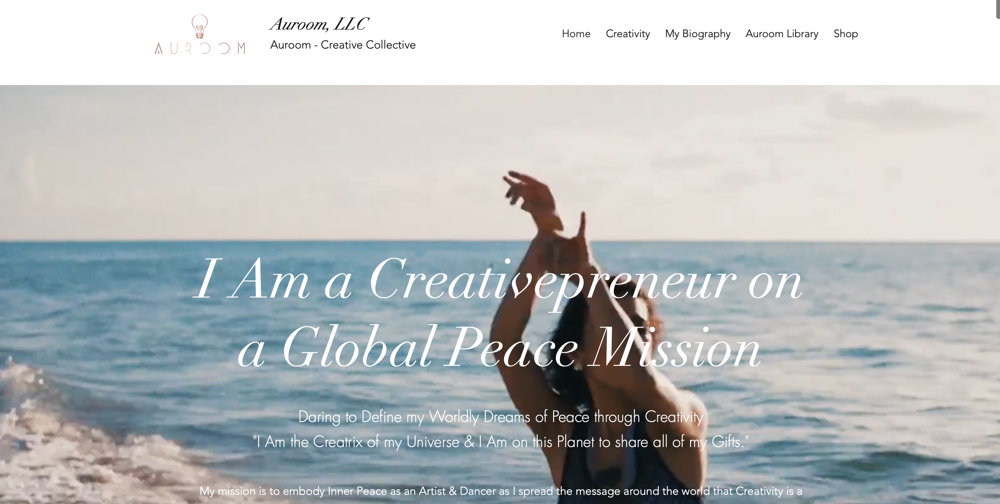 AUROOM
Auroom, LLC
Auroom - Creative Collective
Home Creativity My Biography Auroom Library Shop
I Am a Creativepreneur on
a Global Peace Mission
Daring to Define my Worldly Dreams of Peace through Creativity
"I Am the Creatrix of my Universe & I Am on this Planet to share all of my Gifts."
My mission is to embody Inner Peace as an Artist & Dancer as I spread the message around the world that Creativity is a